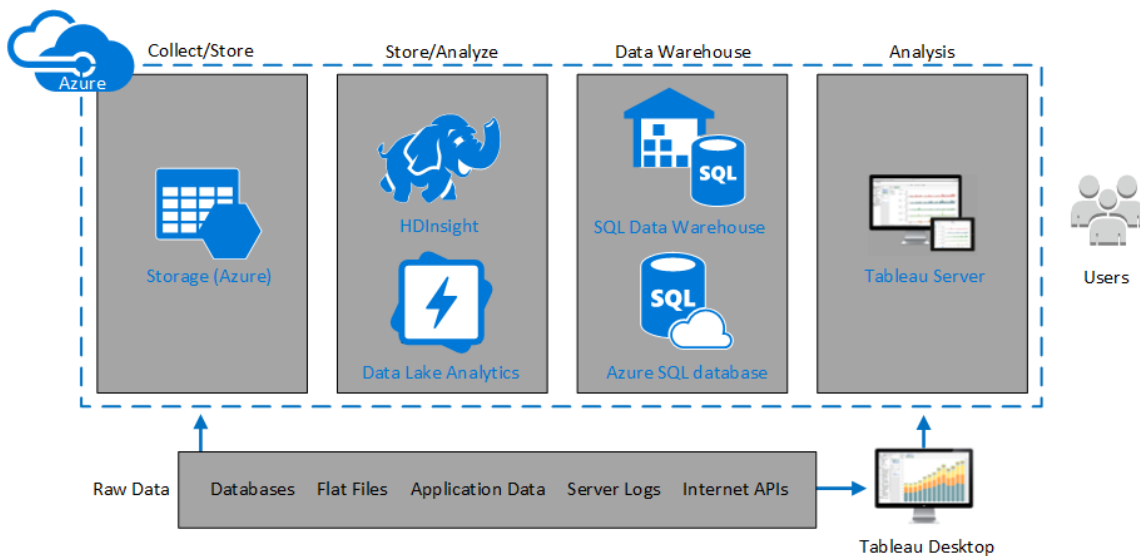 Collect/Store
Store/Analyze
Data Warehouse
Analysis
Azure
SQL
HDInsight
SQL Data Warehouse
Storage (Azure)
Tableau Server
Users
SQL
Data Lake Analytics
Azure SQL database
Raw Data
Databases
Flat Files
Application Data
Server Logs
Internet APIs
Tableau Desktop